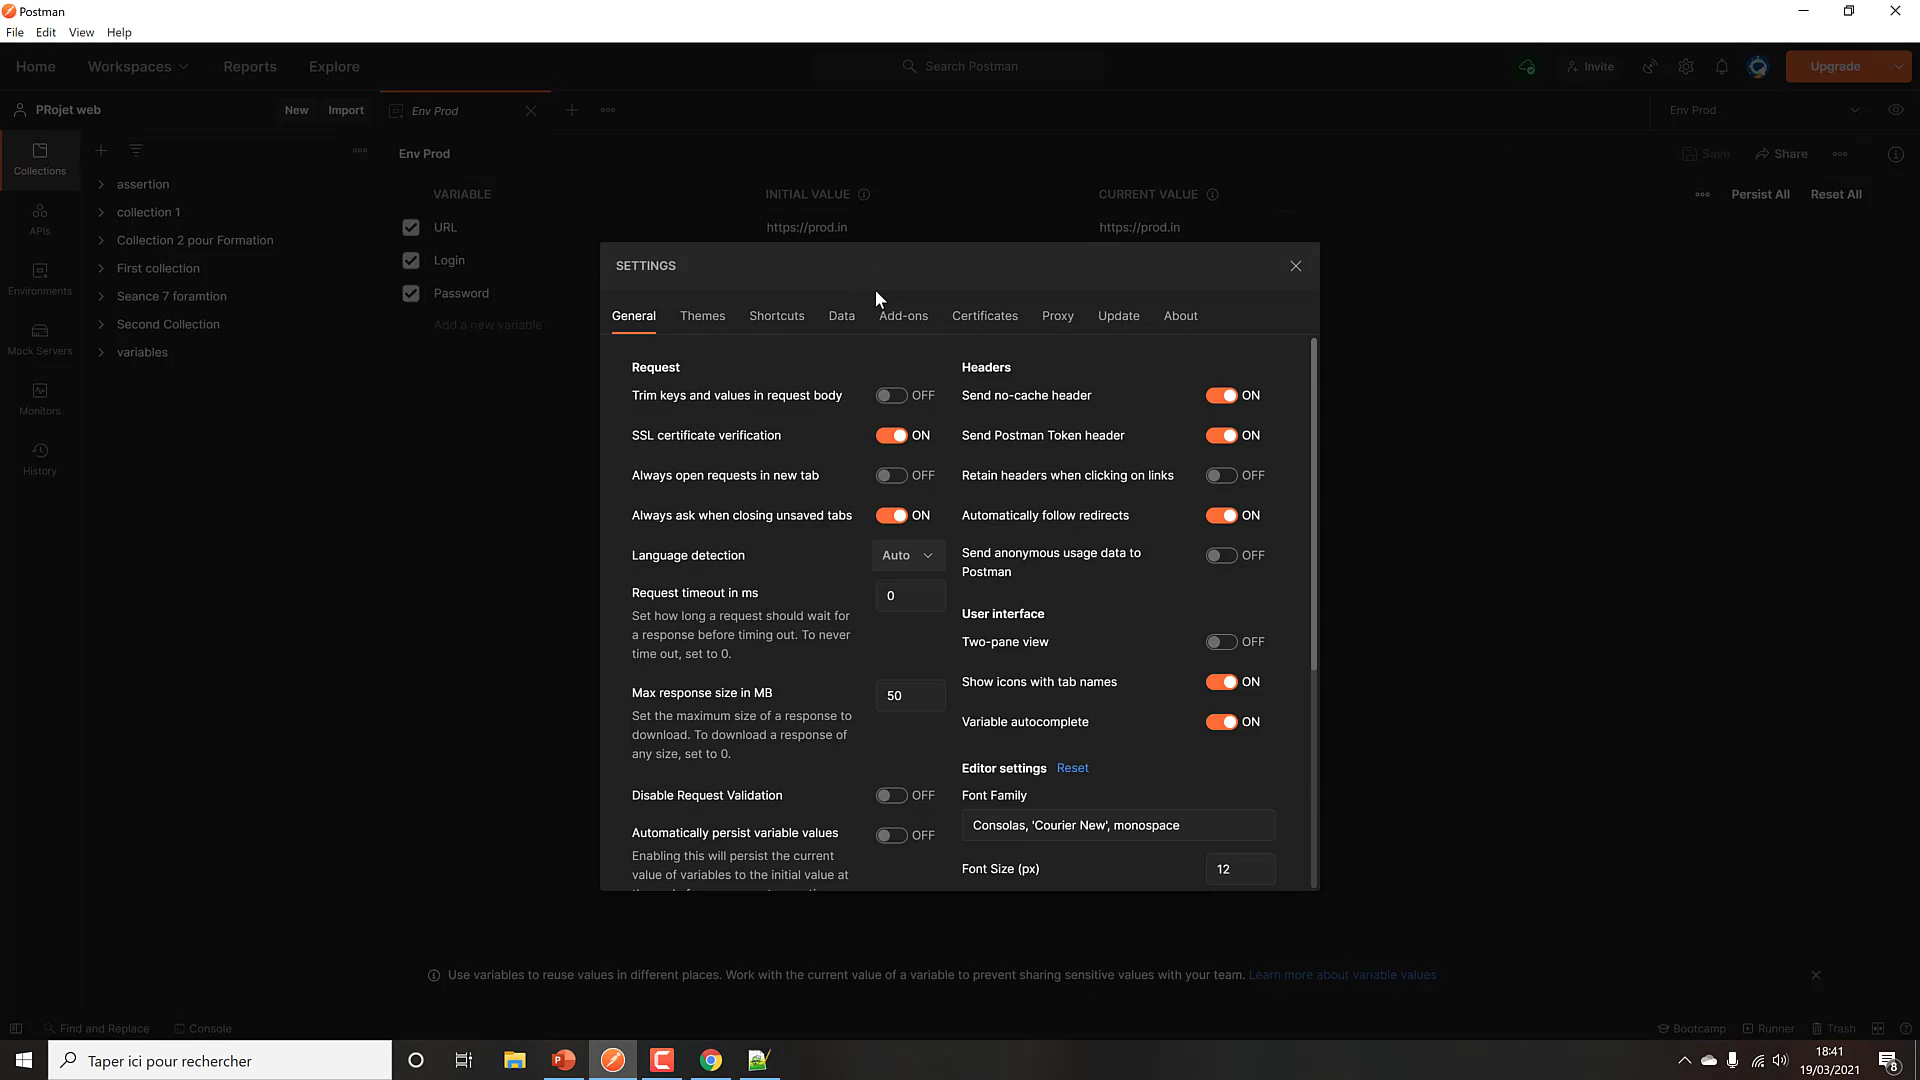 Postman
File Edit View Help
Home Workspaces Reports Explore Search Postman Invite Upgrade
PRojet web New Import Env Prod Env Prod
Collections
APIs
Environments
Mock Servers
Monitors
History
assertion
collection 1
Collection 2 pour Formation
First collection
Seance 7 foramtion
Second Collection
variables
Env Prod Save Share
VARIABLE INITIAL VALUE CURRENT VALUE Persist All Reset All
URL https://prod.in https://prod.in
Login
Password
Add a new variable
SETTINGS
General Themes Shortcuts Data Add-ons Certificates Proxy Update About
Request
Trim keys and values in request body OFF
SSL certificate verification ON
Always open requests in new tab OFF
Always ask when closing unsaved tabs ON
Language detection Auto
Request timeout in ms 0
Set how long a request should wait for
a response before timing out. To never
time out, set to 0.
Max response size in MB 50
Set the maximum size of a response to
download. To download a response of
any size, set to 0.
Disable Request Validation OFF
Automatically persist variable values OFF
Enabling this will persist the current
value of variables to the initial value at
Headers
Send no-cache header ON
Send Postman Token header ON
Retain headers when clicking on links OFF
Automatically follow redirects ON
Send anonymous usage data to OFF
Postman
User interface
Two-pane view OFF
Show icons with tab names ON
Variable autocomplete ON
Editor settings Reset
Font Family
Consolas, 'Courier New', monospace
Font Size (px) 12
Use variables to reuse values in different places. Work with the current value of a variable to prevent sharing sensitive values with your team. Learn more about variable values
Find and Replace Console Bootcamp Runner Trash
Taper ici pour rechercher
18:41
19/03/2021
8